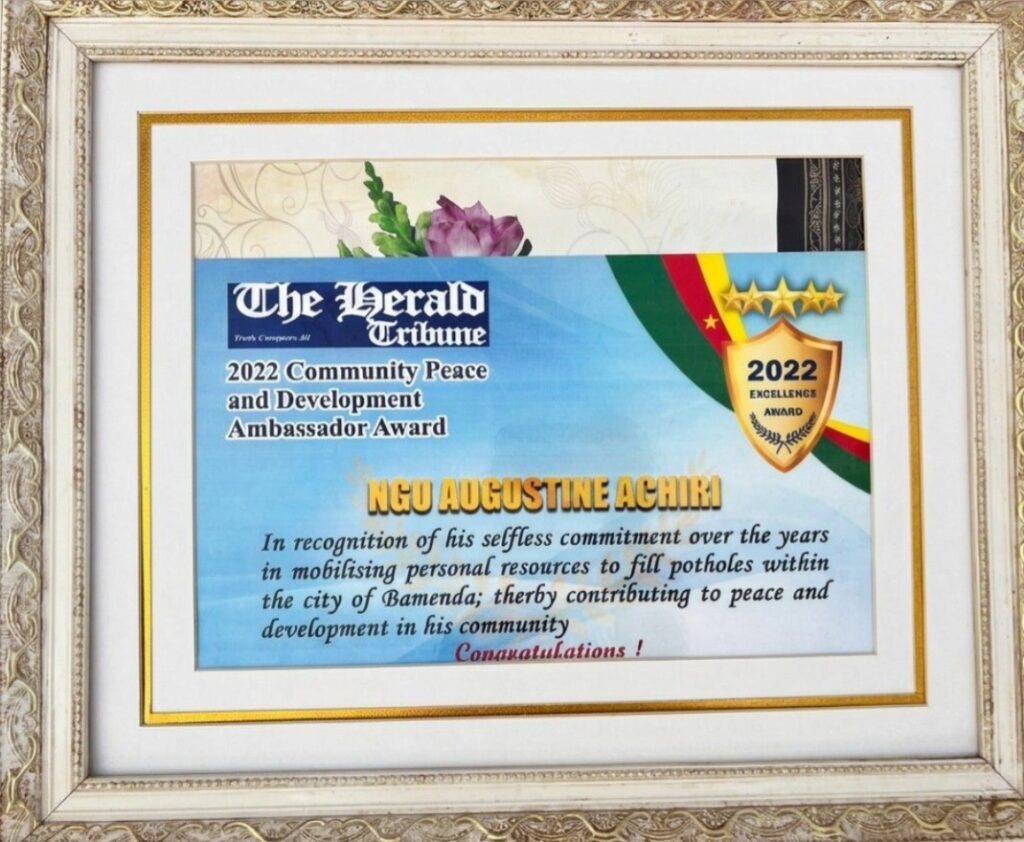 The Herald
Tribune
Truth Conquers All
2022 Community Peace
and Development
Ambassador Award
2022
EXCELLENCE
AWARD
NGU AUGUSTINE ACHIRI
In recognition of his selfless commitment over the years
in mobilising personal resources to fill potholes within
the city of Bamenda; therby contributing to peace and
development in his community
Congratulations !